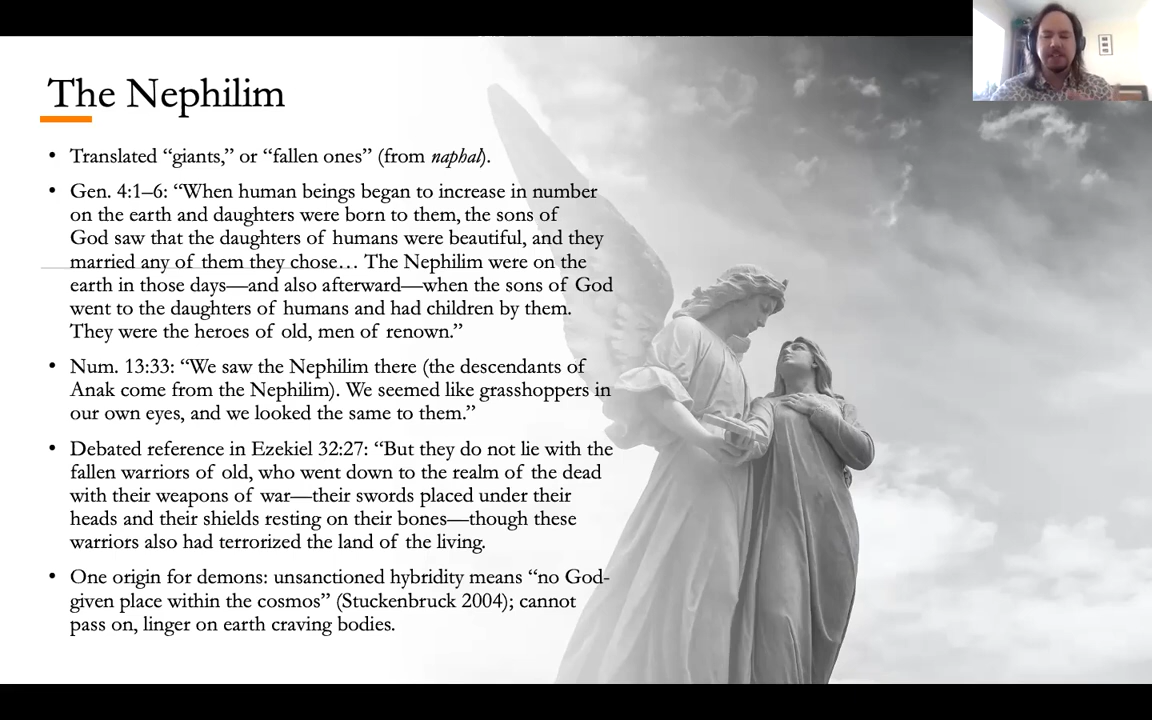 The Nephilim
• Translated “giants,” or “fallen ones” (from naphal).
• Gen. 4:1–6: “When human beings began to increase in number
on the earth and daughters were born to them, the sons of
God saw that the daughters of humans were beautiful, and they
married any of them they chose… The Nephilim were on the
earth in those days—and also afterward—when the sons of God
went to the daughters of humans and had children by them.
They were the heroes of old, men of renown.”
• Num. 13:33: “We saw the Nephilim there (the descendants of
Anak come from the Nephilim). We seemed like grasshoppers in
our own eyes, and we looked the same to them.”
• Debated reference in Ezekiel 32:27: “But they do not lie with the
fallen warriors of old, who went down to the realm of the dead
with their weapons of war—their swords placed under their
heads and their shields resting on their bones—though these
warriors also had terrorized the land of the living.
• One origin for demons: unsanctioned hybridity means “no God-
given place within the cosmos” (Stuckenbruck 2004); cannot
pass on, linger on earth craving bodies.